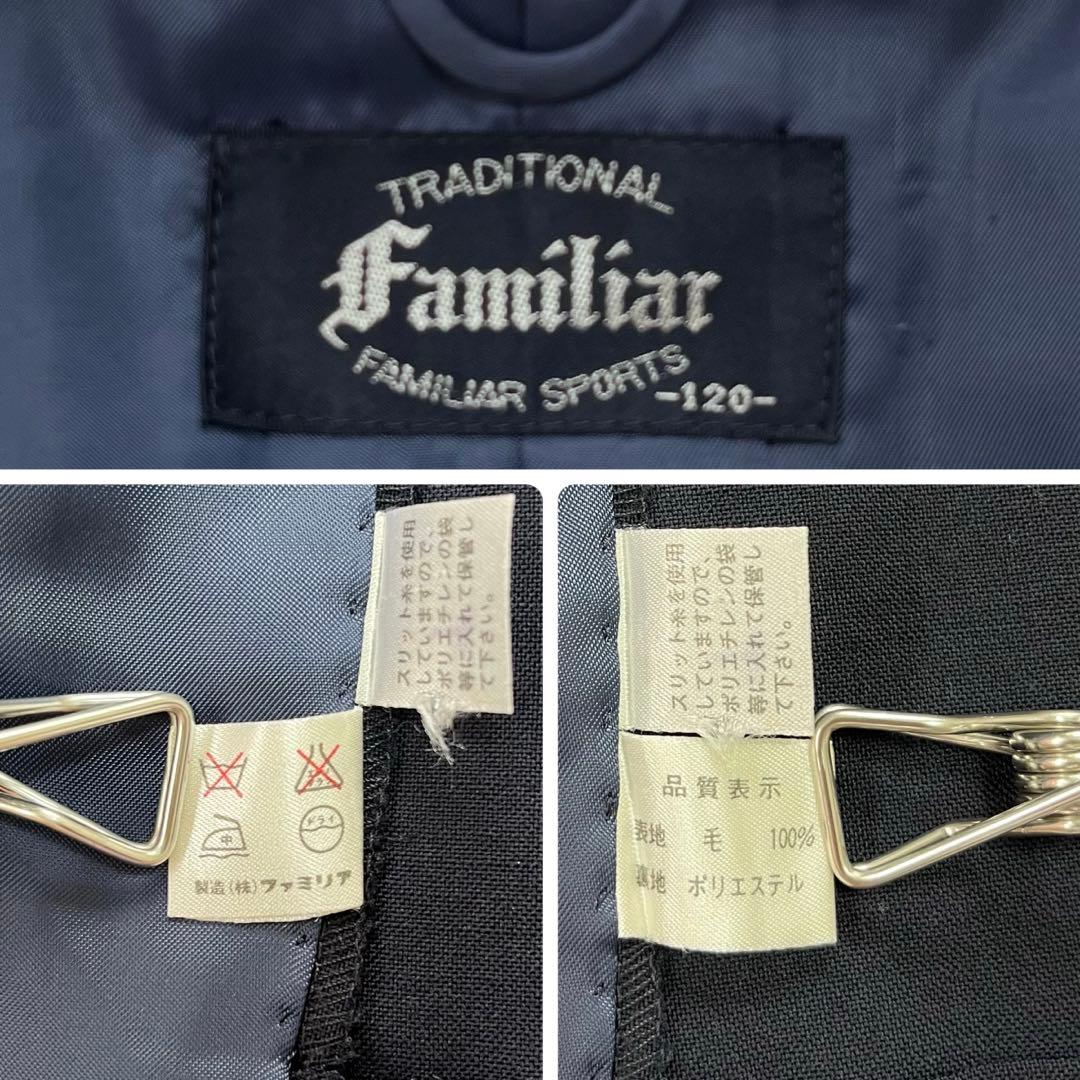 TRADITIONAL
Familiar
FAMILIAR SPORTS
-120-
スリット糸を使用
していますので、
ポリエチレンの袋
等に入れて保管し
て下さい。
中
ドライ
製造(株)ファミリア
スリット糸を使用
していますので、
ポリエチレンの袋
等に入れて保管し
て下さい。
品質表示
表地 毛 100%
裏地 ポリエステル